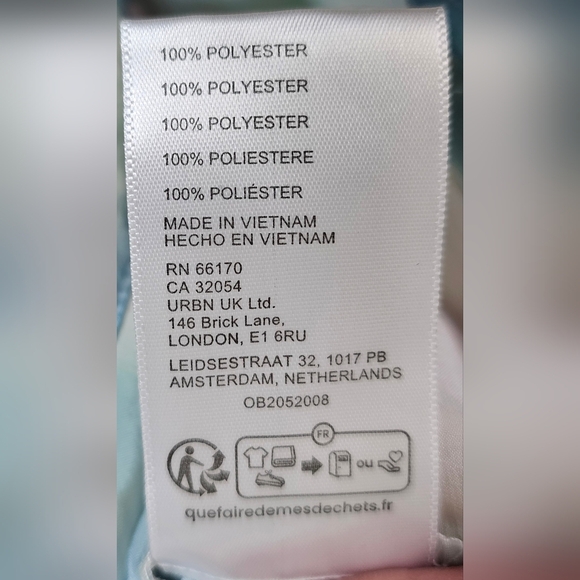 100% POLYESTER
100% POLYESTER
100% POLYESTER
100% POLIESTERE
100% POLIÉSTER
MADE IN VIETNAM
HECHO EN VIETNAM
RN 66170
CA 32054
URBN UK Ltd.
146 Brick Lane,
LONDON, E1 6RU
LEIDSESTRAAT 32, 1017 PB
AMSTERDAM, NETHERLANDS
OB2052008
FR
ou
quefairedemesdechets.fr